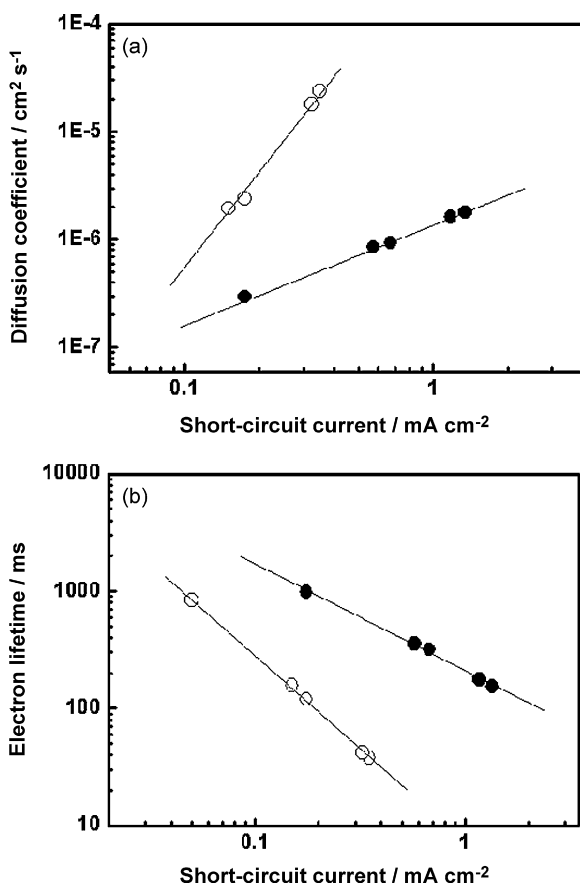 (a)
1E-4
1E-5
1E-6
1E-7
Diffusion coefficient / cm² s⁻¹
0.1
1
Short-circuit current / mA cm⁻²
(b)
10000
1000
100
10
Electron lifetime / ms
0.1
1
Short-circuit current / mA cm⁻²